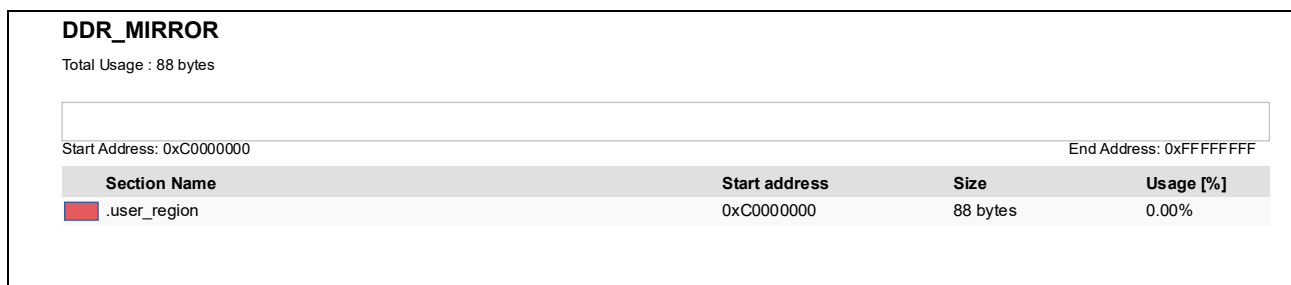 DDR_MIRROR
Total Usage : 88 bytes
Start Address: 0xC0000000 End Address: 0xFFFFFFFF
Section Name Start address Size Usage [%]
.user_region 0xC0000000 88 bytes 0.00%